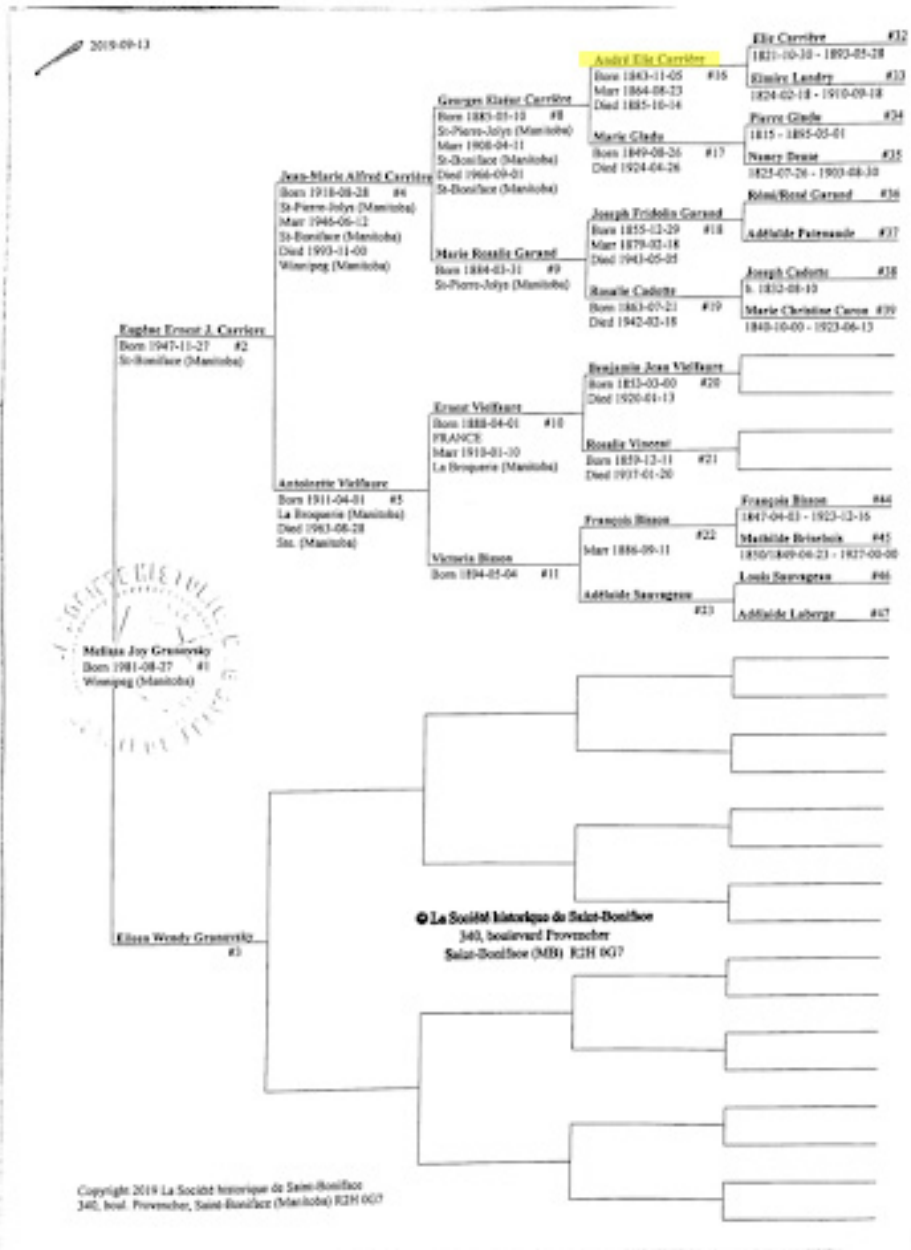 2019-09-13
Elie Carrière #32
1821-10-30 - 1893-05-28
André Elie Carrière
Born 1843-11-05 #16
Marr 1864-08-23
Died 1885-10-14
Elmire Landry #33
1824-02-18 - 1910-09-18
Georges Carrière
Born 1883-03-10 #8
St-Pierre-Jolys (Manitoba)
Marr 1908-04-11
St-Boniface (Manitoba)
Died 1966-09-01
St-Boniface (Manitoba)
Pierre Gladu #34
1815 - 1895-05-01
Marie Gladu
Born 1849-08-26 #17
Died 1924-04-26
Nancy #35
1825-07-26 - 1903-08-30
Jean-Marie Alfred Carrière
Born 1918-08-28 #4
St-Pierre-Jolys (Manitoba)
Marr 1946-06-12
St-Boniface (Manitoba)
Died 1993-11-00
Winnipeg (Manitoba)
Rémi/René Garand #36
Joseph Fridolin Garand
Born 1855-12-29 #18
Marr 1879-02-18
Died 1943-05-05
Adélaïde Patenaude #37
Marie Rosalie Garand
Born 1884-03-31 #9
St-Pierre-Jolys (Manitoba)
Joseph Cadotte #38
b. 1832-08-10
Rosalie Cadotte
Born 1863-07-21 #19
Died 1942-02-18
Marie Christine Caron #39
1840-10-00 - 1923-06-13
Eugène Ernest J. Carriere
Born 1947-11-27 #2
St-Boniface (Manitoba)
Benjamin Jean Vielfaure
Born 1853-03-00 #20
Died 1920-01-13
Ernest Vielfaure
Born 1888-04-01 #10
FRANCE
Marr 1910-01-10
La Broquerie (Manitoba)
Rosalie Vincent
Born 1859-12-11 #21
Died 1937-01-20
Antoinette Vielfaure
Born 1911-04-01 #5
La Broquerie (Manitoba)
Died 1963-08-28
Ste. (Manitoba)
François Bisson #44
1847-04-03 - 1923-12-16
François Bisson
#22
Marr 1886-09-11
Mathilde Brisebois #45
1850/1849-04-23 - 1927-00-00
Victoria Bisson
Born 1894-05-04 #11
Louis Sauvageau #46
Adélaïde Sauvageau
#23
Adélaïde Laberge #47
Melissa Joy Grunovsky
Born 1981-08-27 #1
Winnipeg (Manitoba)
Eileen Wendy Grunovsky
#3
© La Société historique de Saint-Boniface
340, boulevard Provencher
Saint-Boniface (MB) R2H 0G7
Copyright 2019 La Société historique de Saint-Boniface
340, boul. Provencher, Saint-Boniface (Manitoba) R2H 0G7